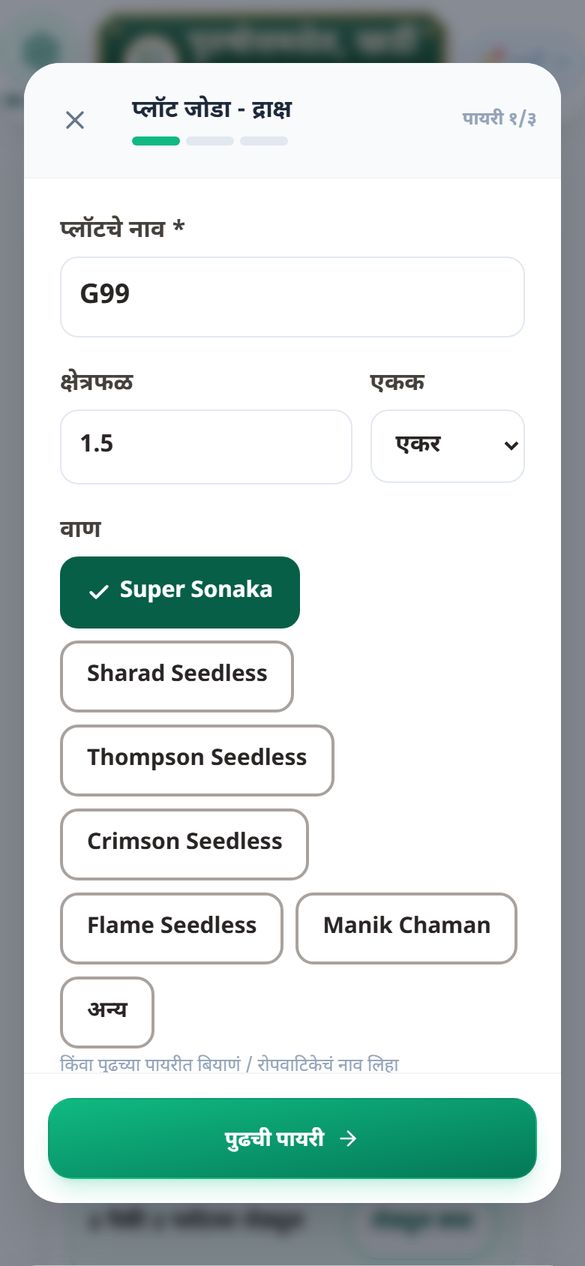 प्लॉट जोडा - द्राक्ष
पायरी १/३
प्लॉटचे नाव *
G99
क्षेत्रफळ
एकक
1.5
एकर
वाण
Super Sonaka
Sharad Seedless
Thompson Seedless
Crimson Seedless
Flame Seedless
Manik Chaman
अन्य
किंवा पुढच्या पायरीत बियाणं / रोपवाटिकेचं नाव लिहा
पुढची पायरी